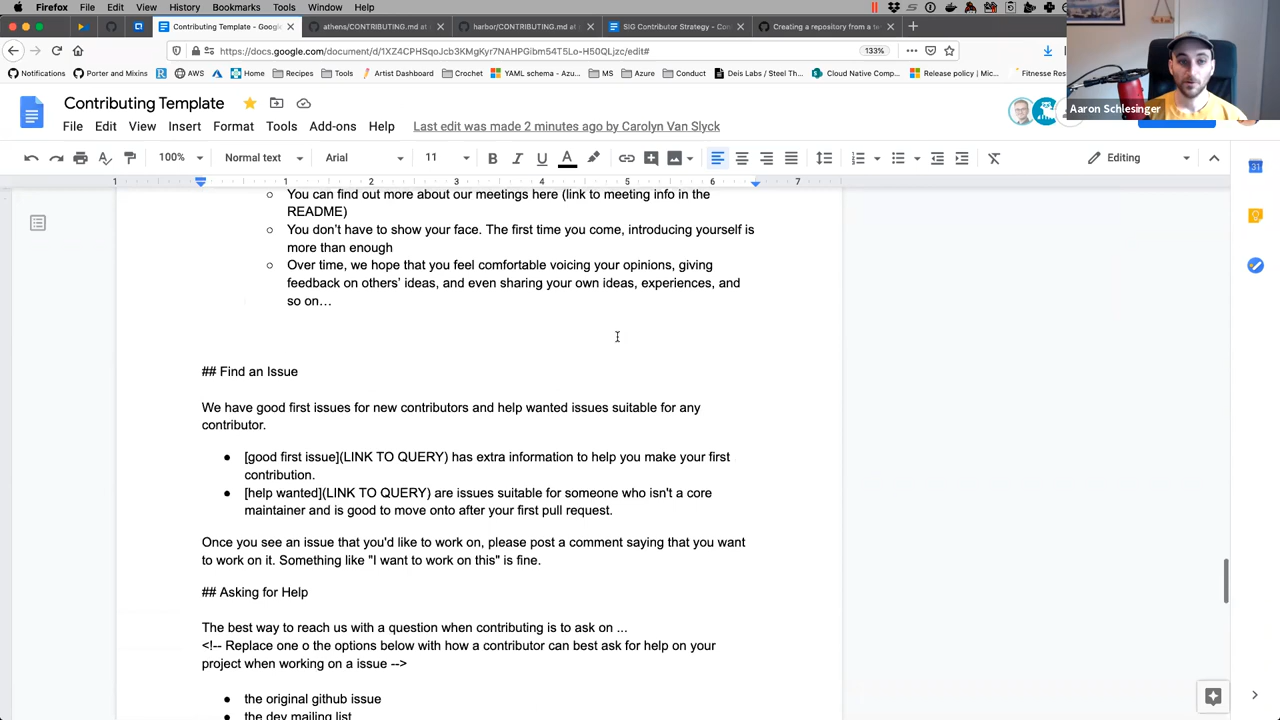 Firefox File Edit View History Bookmarks Tools Window Help
Contributing Template - Goog
athens/CONTRIBUTING.md at
harbor/CONTRIBUTING.md at
SIG Contributor Strategy - Con
Creating a repository from a te
https://docs.google.com/document/d/1XZ4CPHSqoJcb3KMgKyr7NAHPGibm54T5Lo-H50QLjzc/edit#
133%
Notifications Porter and Mixins AWS Home Recipes Tools Artist Dashboard Crochet YAML schema - Azu... MS Azure Conduct Deis Labs / Steel Th... Cloud Native Comp... Release policy | Mic... Fitnesse Res
Aaron Schlesinger
Contributing Template
File Edit View Insert Format Tools Add-ons Help Last edit was made 2 minutes ago by Carolyn Van Slyck
100% Normal text Arial 11 B I U A Editing
1 1 2 3 4 5 6 7
31
○ You can find out more about our meetings here (link to meeting info in the
README)
○ You don't have to show your face. The first time you come, introducing yourself is
more than enough
○ Over time, we hope that you feel comfortable voicing your opinions, giving
feedback on others' ideas, and even sharing your own ideas, experiences, and
so on…
## Find an Issue
We have good first issues for new contributors and help wanted issues suitable for any
contributor.
● [good first issue](LINK TO QUERY) has extra information to help you make your first
contribution.
● [help wanted](LINK TO QUERY) are issues suitable for someone who isn't a core
maintainer and is good to move onto after your first pull request.
Once you see an issue that you'd like to work on, please post a comment saying that you want
to work on it. Something like "I want to work on this" is fine.
## Asking for Help
The best way to reach us with a question when contributing is to ask on ...
<!-- Replace one o the options below with how a contributor can best ask for help on your
project when working on a issue -->
● the original github issue
● the dev mailing list